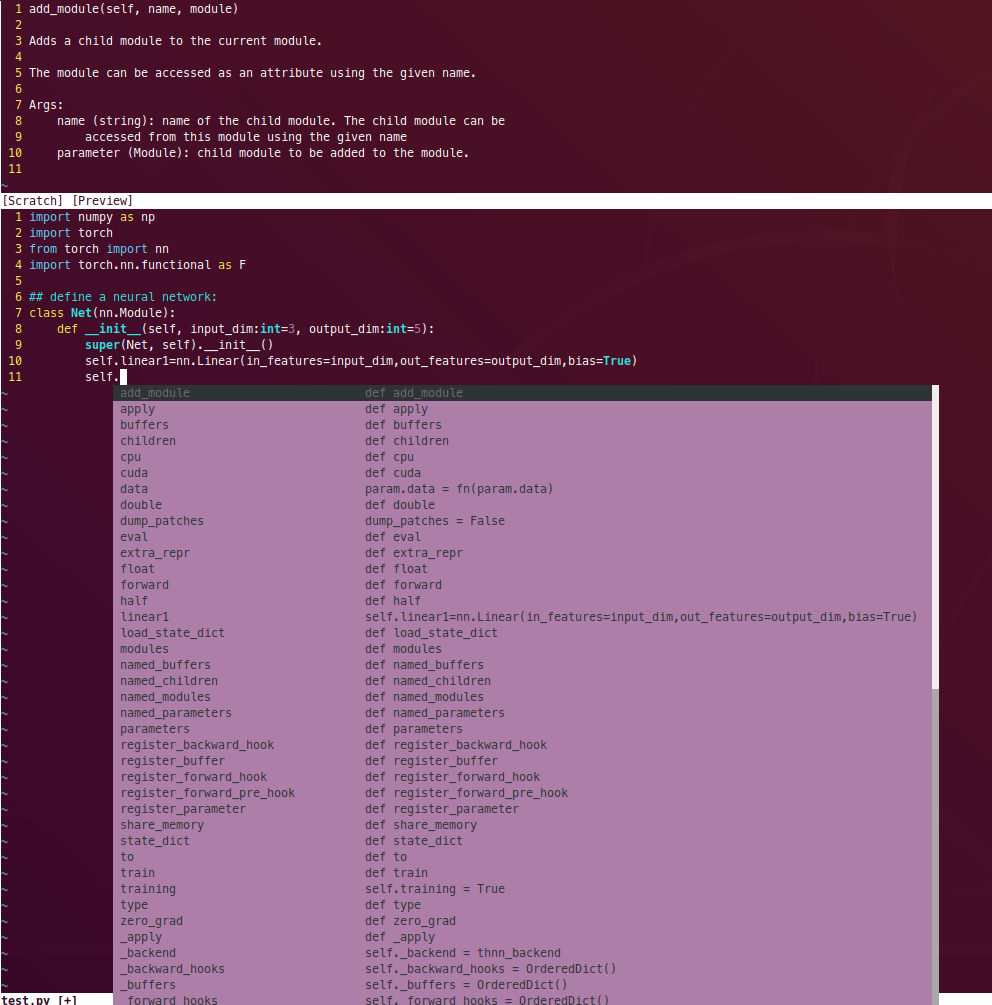 1 add_module(self, name, module)
2
3 Adds a child module to the current module.
4
5 The module can be accessed as an attribute using the given name.
6
7 Args:
8     name (string): name of the child module. The child module can be
9         accessed from this module using the given name
10     parameter (Module): child module to be added to the module.
11
~
[Scratch] [Preview]
1 import numpy as np
2 import torch
3 from torch import nn
4 import torch.nn.functional as F
5
6 ## define a neural network:
7 class Net(nn.Module):
8     def __init__(self, input_dim:int=3, output_dim:int=5):
9         super(Net, self).__init__()
10         self.linear1=nn.Linear(in_features=input_dim,out_features=output_dim,bias=True)
11         self.
~ add_module def add_module
~ apply def apply
~ buffers def buffers
~ children def children
~ cpu def cpu
~ cuda def cuda
~ data param.data = fn(param.data)
~ double def double
~ dump_patches dump_patches = False
~ eval def eval
~ extra_repr def extra_repr
~ float def float
~ forward def forward
~ half def half
~ linear1 self.linear1=nn.Linear(in_features=input_dim,out_features=output_dim,bias=True)
~ load_state_dict def load_state_dict
~ modules def modules
~ named_buffers def named_buffers
~ named_children def named_children
~ named_modules def named_modules
~ named_parameters def named_parameters
~ parameters def parameters
~ register_backward_hook def register_backward_hook
~ register_buffer def register_buffer
~ register_forward_hook def register_forward_hook
~ register_forward_pre_hook def register_forward_pre_hook
~ register_parameter def register_parameter
~ share_memory def share_memory
~ state_dict def state_dict
~ to def to
~ train def train
~ training self.training = True
~ type def type
~ zero_grad def zero_grad
~ _apply def _apply
~ _backend self._backend = thnn_backend
~ _backward_hooks self._backward_hooks = OrderedDict()
~ _buffers self._buffers = OrderedDict()
test.py [+] _forward_hooks self._forward_hooks = OrderedDict()